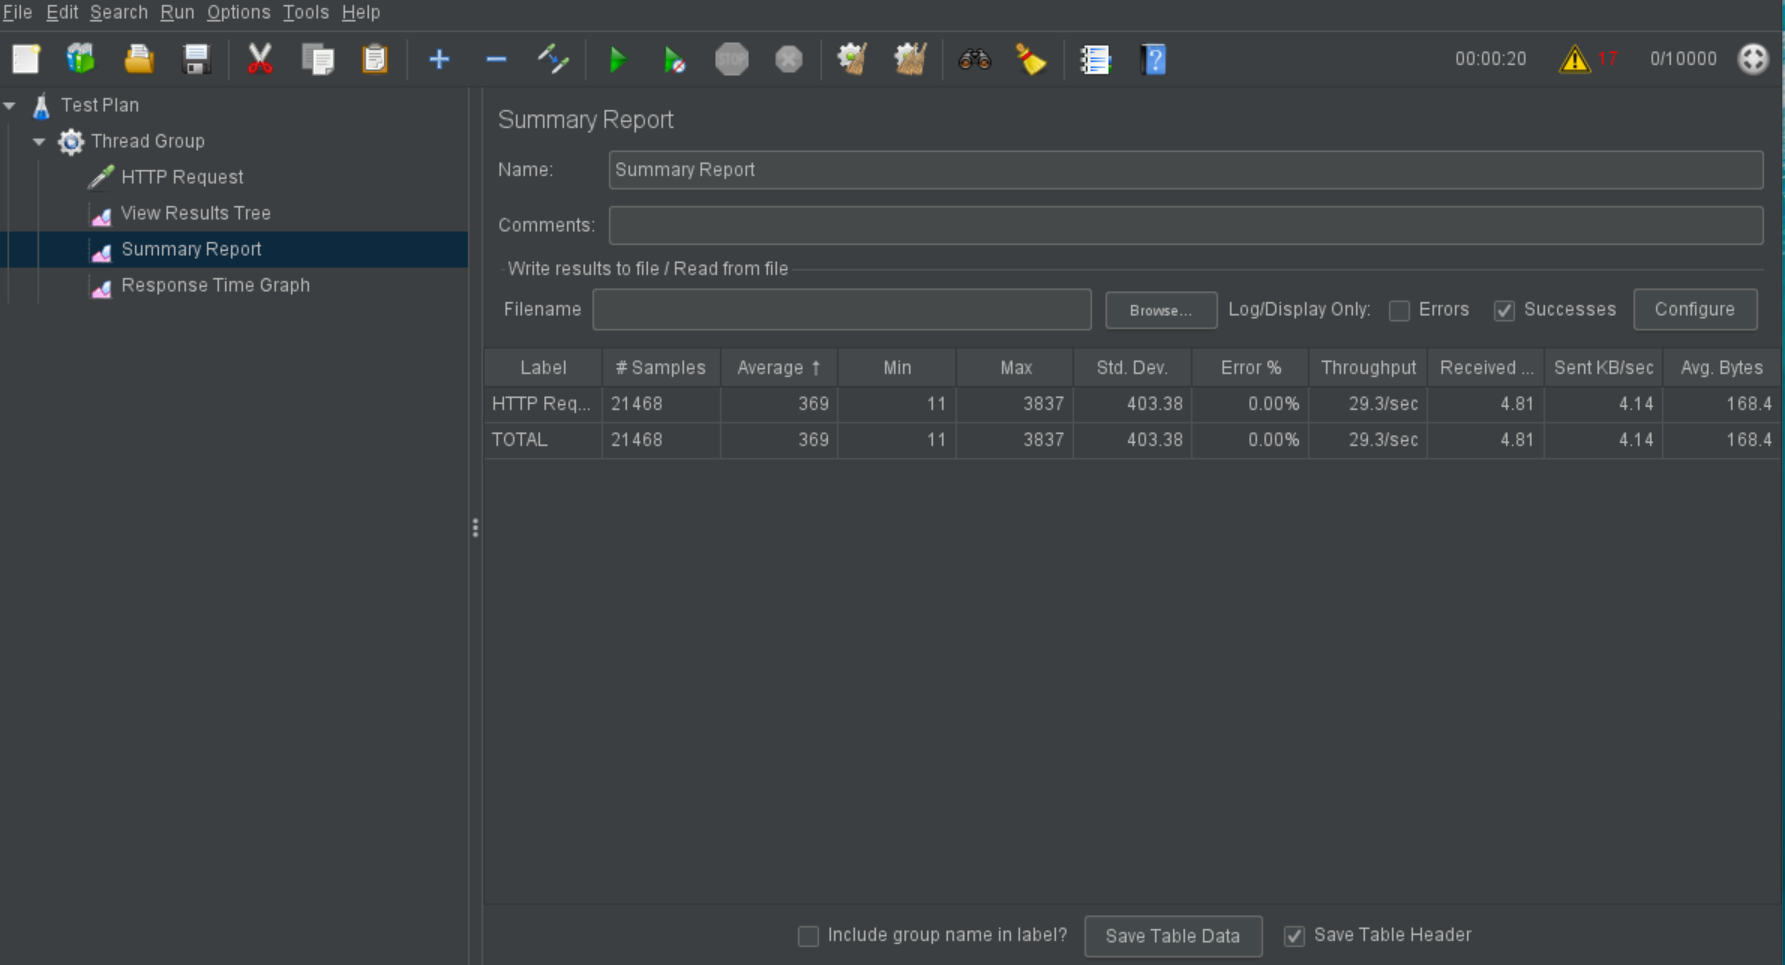 File Edit Search Run Options Tools Help
STOP
00:00:20 17 0/10000
Test Plan
Thread Group
HTTP Request
View Results Tree
Summary Report
Response Time Graph
Summary Report
Name: Summary Report
Comments:
Write results to file / Read from file
Filename Browse... Log/Display Only: Errors Successes Configure
Label # Samples Average ↑ Min Max Std. Dev. Error % Throughput Received ... Sent KB/sec Avg. Bytes
HTTP Req... 21468 369 11 3837 403.38 0.00% 29.3/sec 4.81 4.14 168.4
TOTAL 21468 369 11 3837 403.38 0.00% 29.3/sec 4.81 4.14 168.4
Include group name in label? Save Table Data Save Table Header